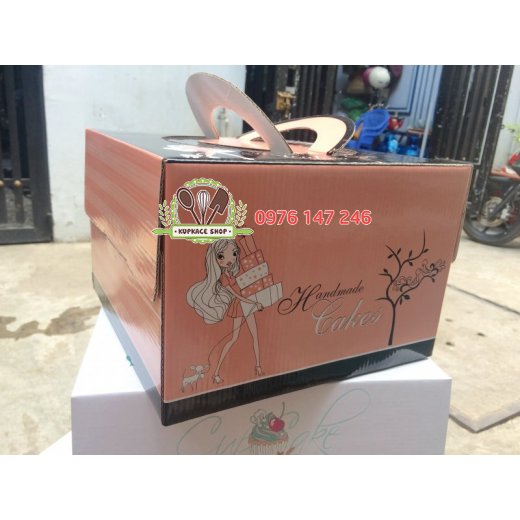 0976 147 246
KUPKACE SHOP
Handmade
Cakes
CupCake